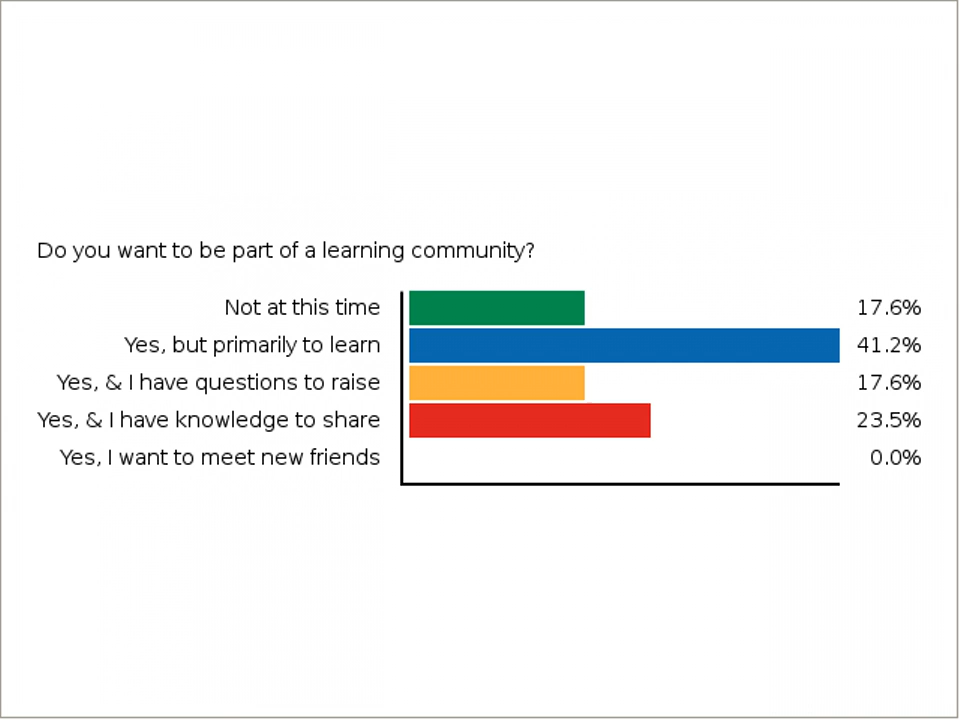 Do you want to be part of a learning community?
Not at this time 17.6%
Yes, but primarily to learn 41.2%
Yes, & I have questions to raise 17.6%
Yes, & I have knowledge to share 23.5%
Yes, I want to meet new friends 0.0%